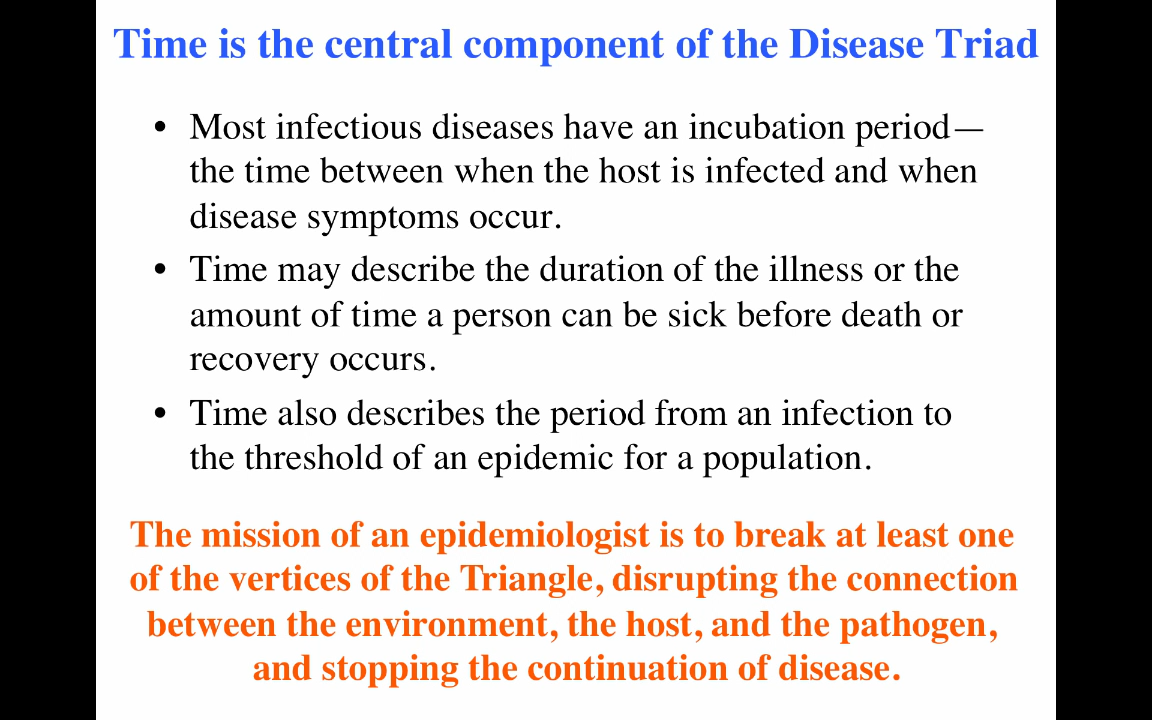 Time is the central component of the Disease Triad
• Most infectious diseases have an incubation period—
the time between when the host is infected and when
disease symptoms occur.
• Time may describe the duration of the illness or the
amount of time a person can be sick before death or
recovery occurs.
• Time also describes the period from an infection to
the threshold of an epidemic for a population.
The mission of an epidemiologist is to break at least one
of the vertices of the Triangle, disrupting the connection
between the environment, the host, and the pathogen,
and stopping the continuation of disease.